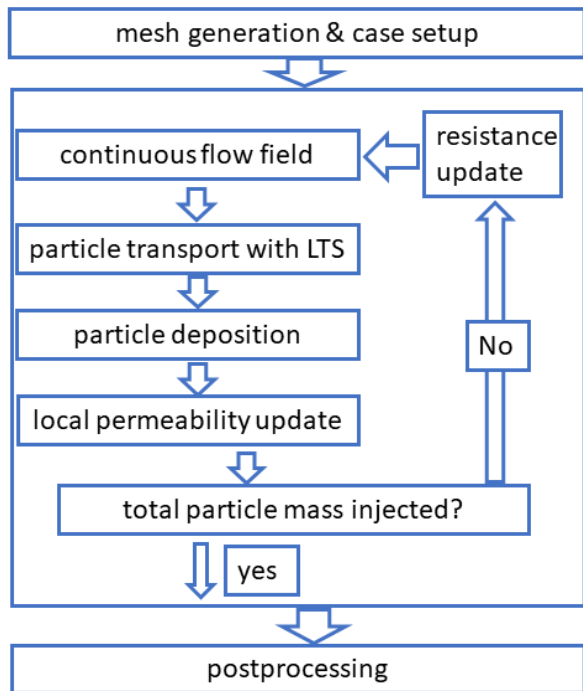 mesh generation & case setup
continuous flow field
resistance
update
particle transport with LTS
particle deposition
No
local permeability update
total particle mass injected?
yes
postprocessing